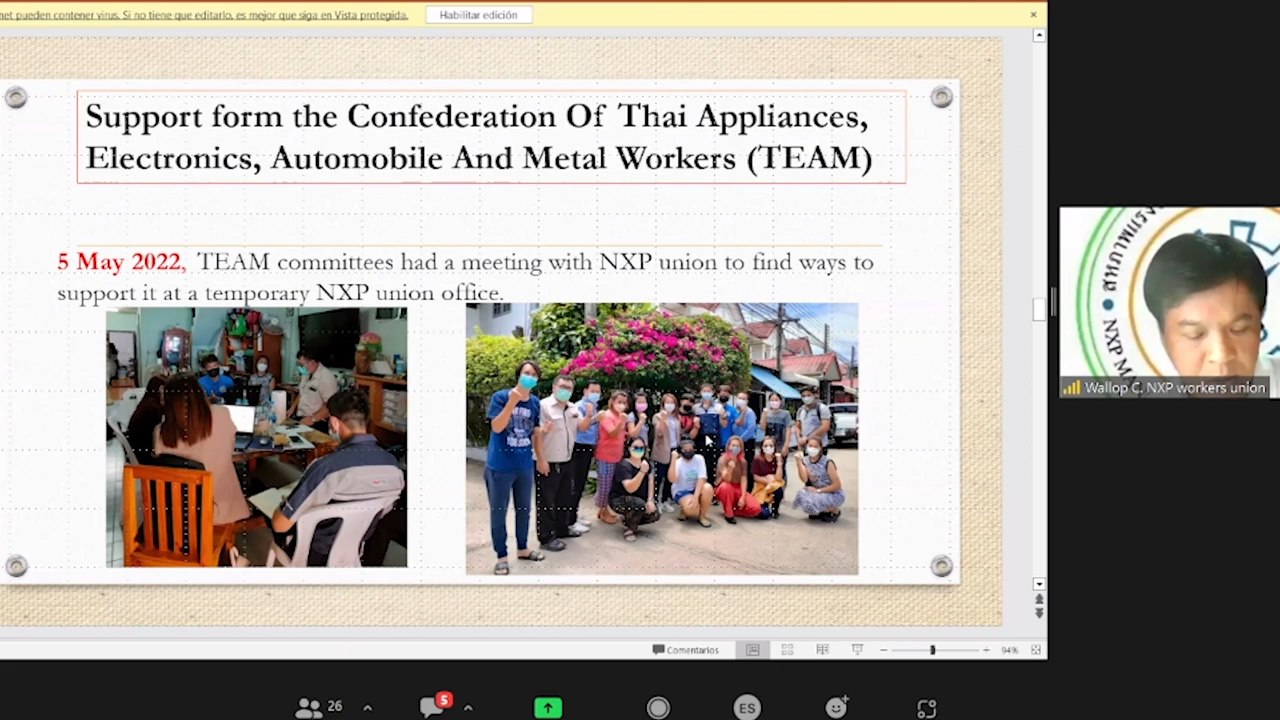 net pueden contener virus. Si no tiene que editarlo, es mejor que siga en Vista protegida.
Habilitar edición
Support form the Confederation Of Thai Appliances,
Electronics, Automobile And Metal Workers (TEAM)
5 May 2022, TEAM committees had a meeting with NXP union to find ways to
support it at a temporary NXP union office.
NXP
Wallop C. NXP workers union
Comentarios
94%
26
5
ES